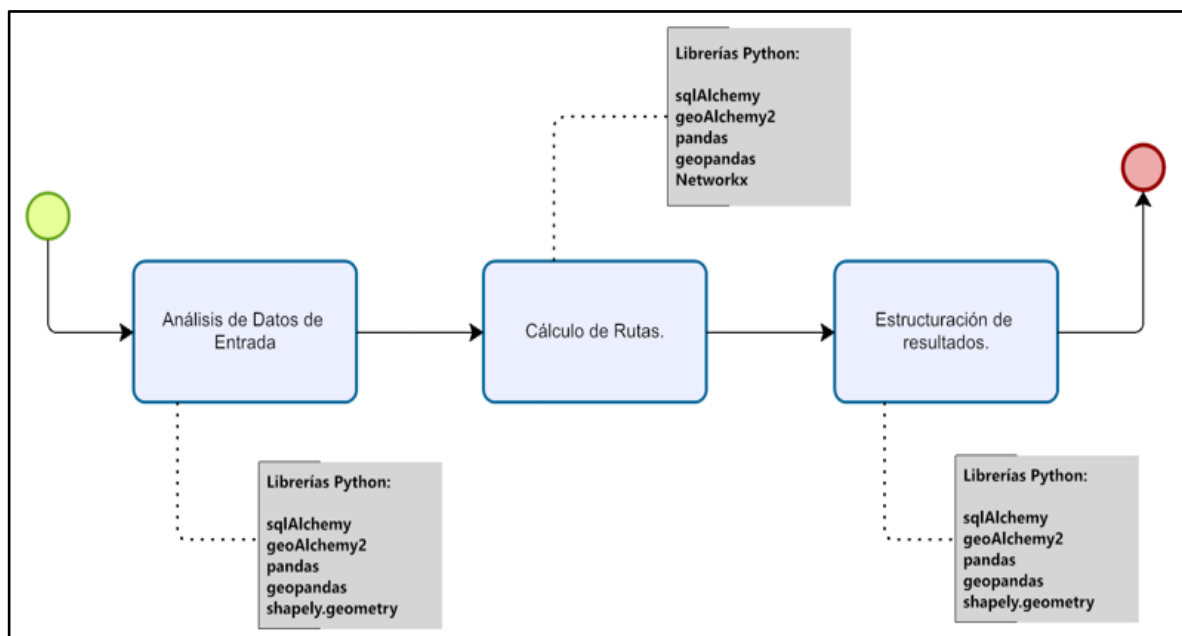 Librerías Python:
sqlAlchemy
geoAlchemy2
pandas
geopandas
Networkx
Análisis de Datos de
Entrada
Cálculo de Rutas.
Estructuración de
resultados.
Librerías Python:
sqlAlchemy
geoAlchemy2
pandas
geopandas
shapely.geometry
Librerías Python:
sqlAlchemy
geoAlchemy2
pandas
geopandas
shapely.geometry